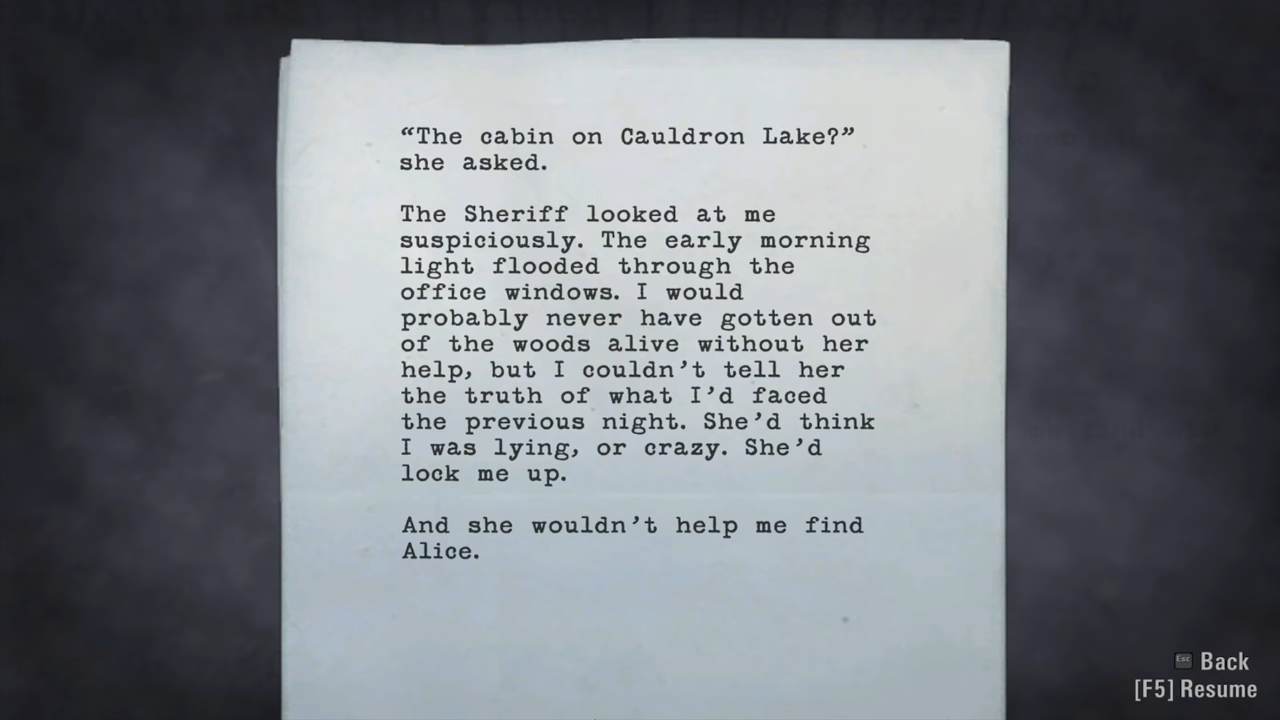 “The cabin on Cauldron Lake?”
she asked.
The Sheriff looked at me
suspiciously. The early morning
light flooded through the
office windows. I would
probably never have gotten out
of the woods alive without her
help, but I couldn’t tell her
the truth of what I’d faced
the previous night. She’d think
I was lying, or crazy. She’d
lock me up.
And she wouldn’t help me find
Alice.
Esc Back
[F5] Resume